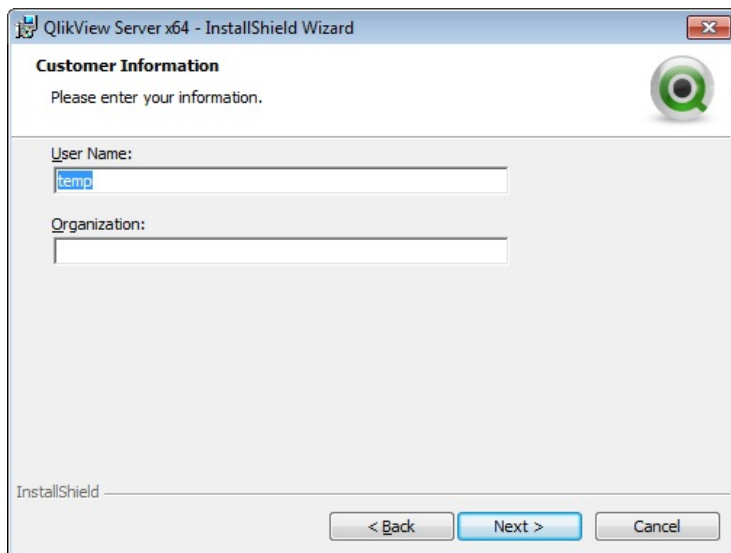 QlikView Server x64 - InstallShield Wizard
Customer Information
Please enter your information.
User Name:
temp
Organization:
InstallShield
< Back
Next >
Cancel